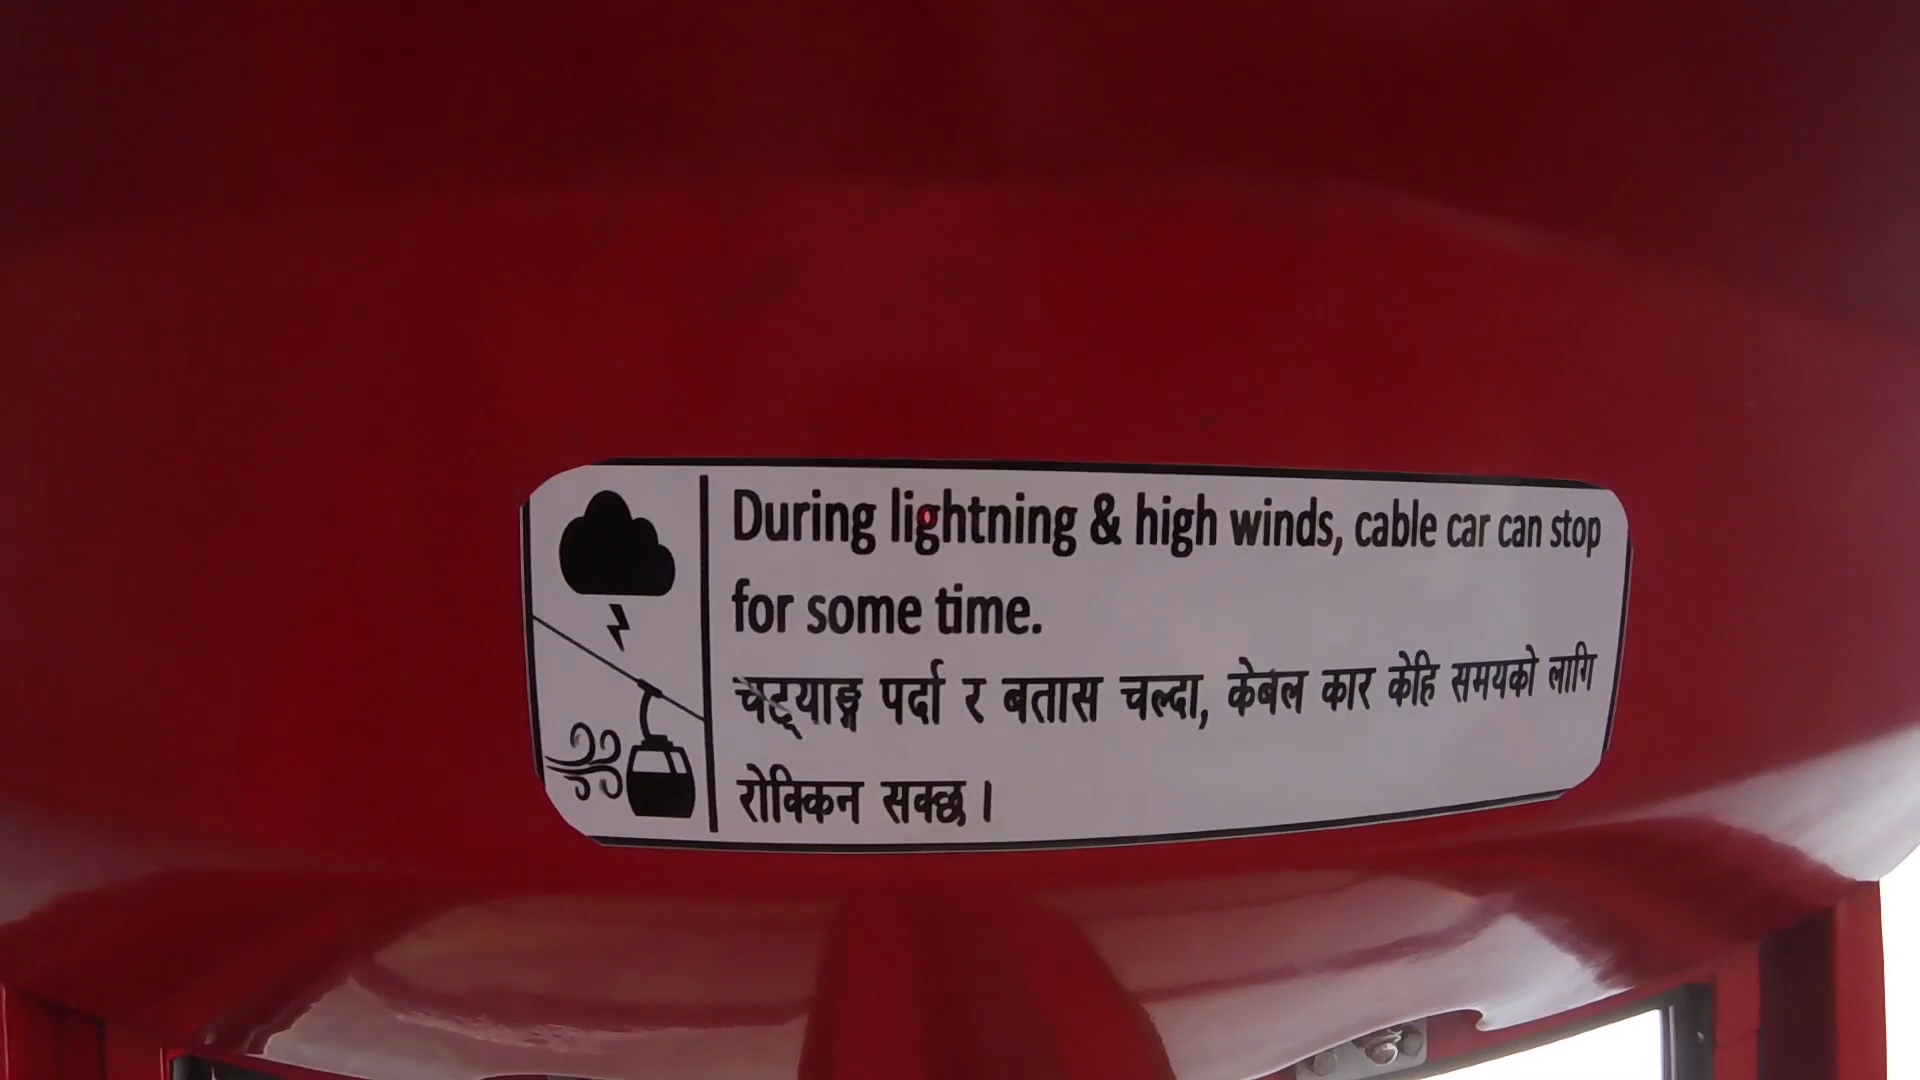 During lightning & high winds, cable car can stop
for some time.
चट्याङ्ग पर्दा र बतास चल्दा, केबल कार केहि समयको लागि
रोक्किन सक्छ।